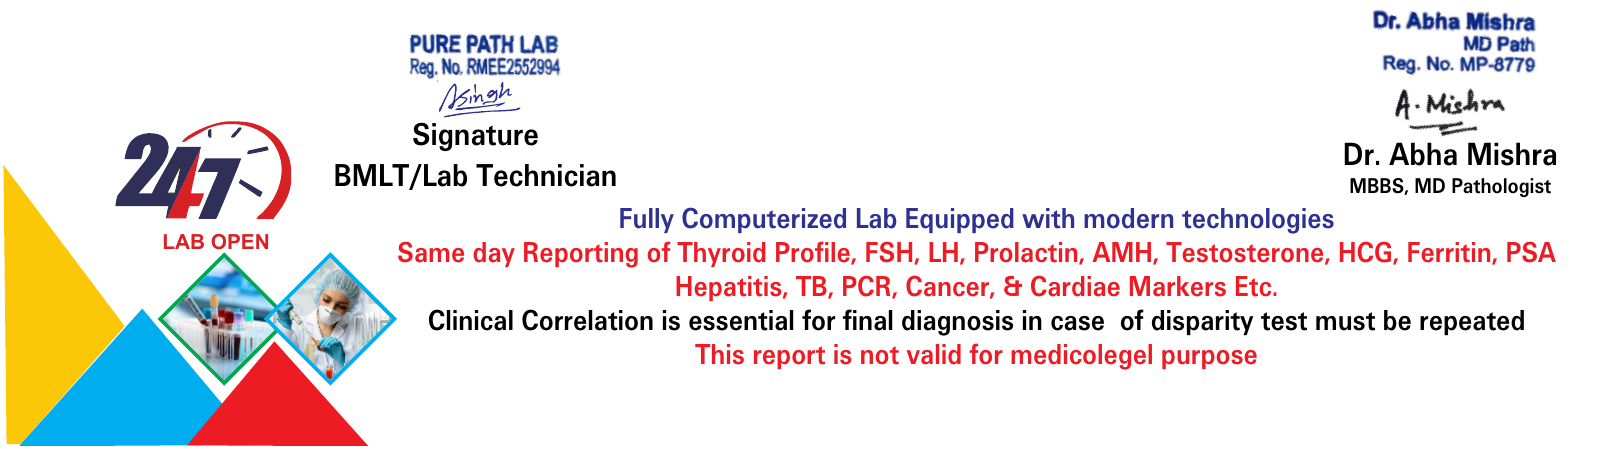 PURE PATH LAB
Reg. No. RMEE2552994
Asingh
Signature
BMLT/Lab Technician
Dr. Abha Mishra
MD Path
Reg. No. MP-8779
A. Mishra
Dr. Abha Mishra
MBBS, MD Pathologist
24 7
LAB OPEN
Fully Computerized Lab Equipped with modern technologies
Same day Reporting of Thyroid Profile, FSH, LH, Prolactin, AMH, Testosterone, HCG, Ferritin, PSA
Hepatitis, TB, PCR, Cancer, & Cardiae Markers Etc.
Clinical Correlation is essential for final diagnosis in case of disparity test must be repeated
This report is not valid for medicolegel purpose